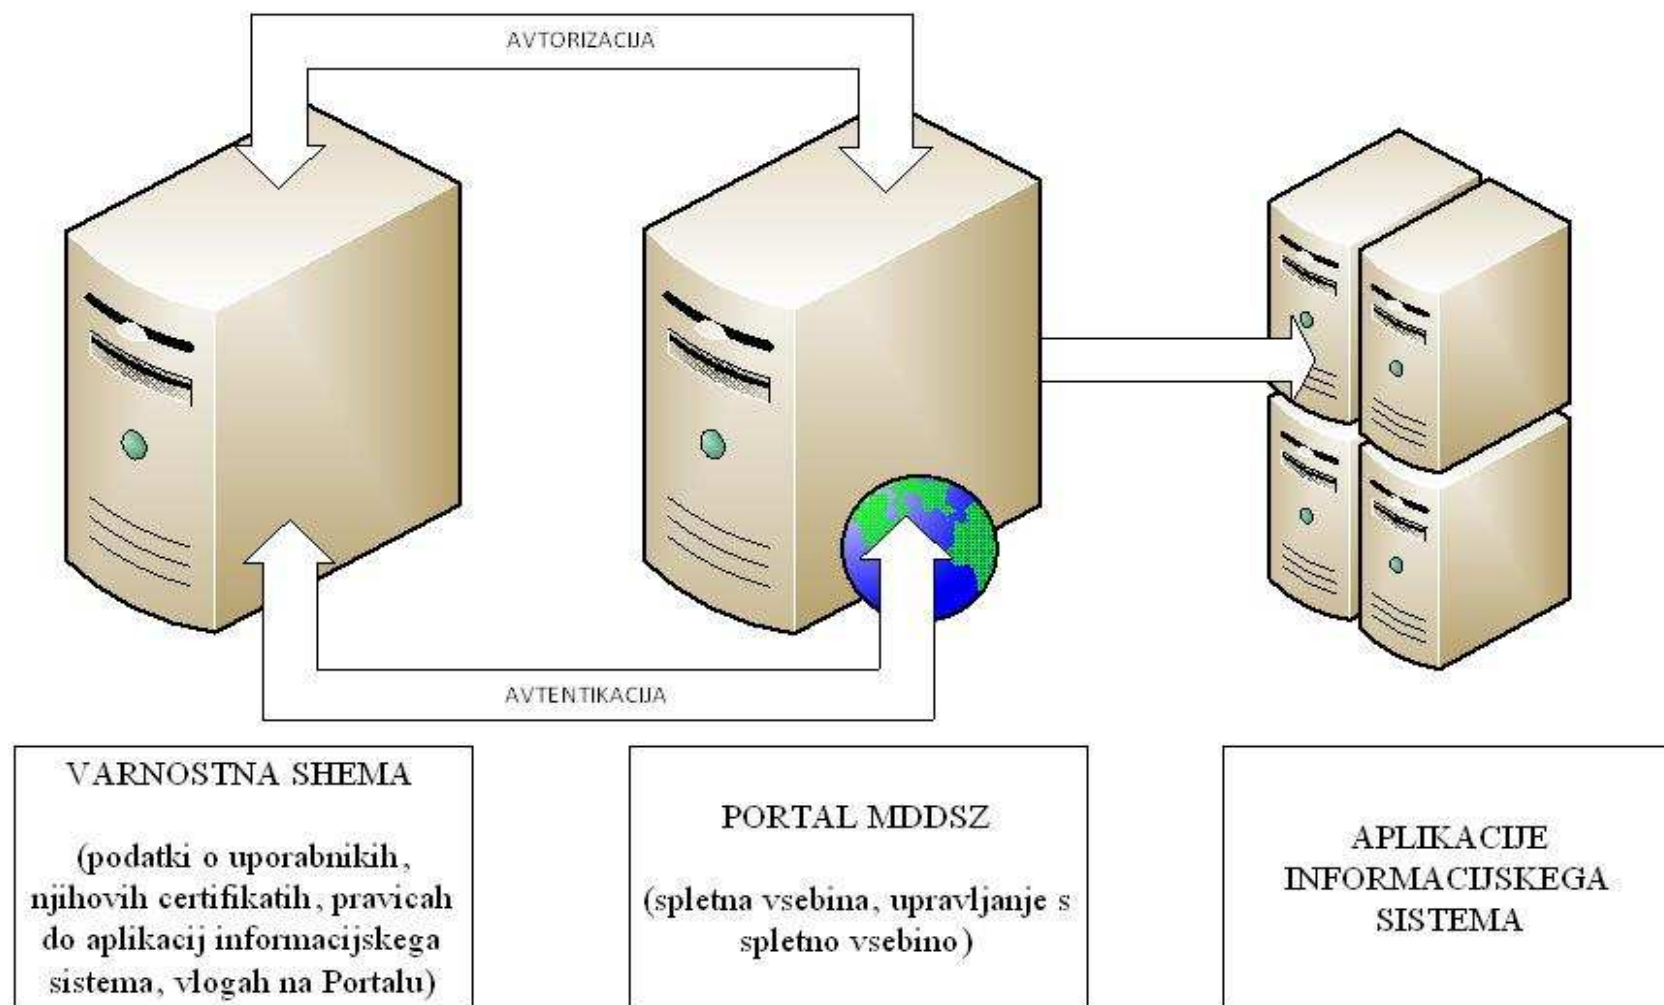 AVTORIZACIJA
AVTENTIKACIJA
VARNOSTNA SHEMA
(podatki o uporabnikih,
njihovih certifikatih, pravicah
do aplikacij informacijskega
sistema, vlogah na Portalu)
PORTAL MDDSZ
(spletna vsebina, upravljanje s
spletno vsebino)
APLIKACIJE
INFORMACIJSKEGA
SISTEMA